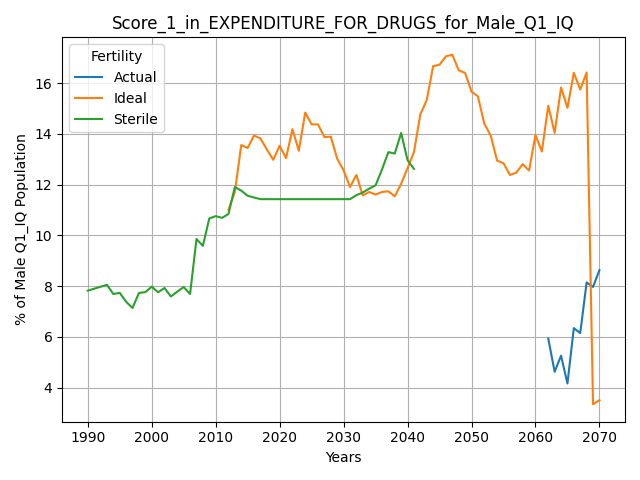 Score_1_in_EXPENDITURE_FOR_DRUGS_for_Male_Q1_IQ
Fertility
Actual
Ideal
Sterile
% of Male Q1_IQ Population
16
14
12
10
8
6
4
1990 2000 2010 2020 2030 2040 2050 2060 2070
Years